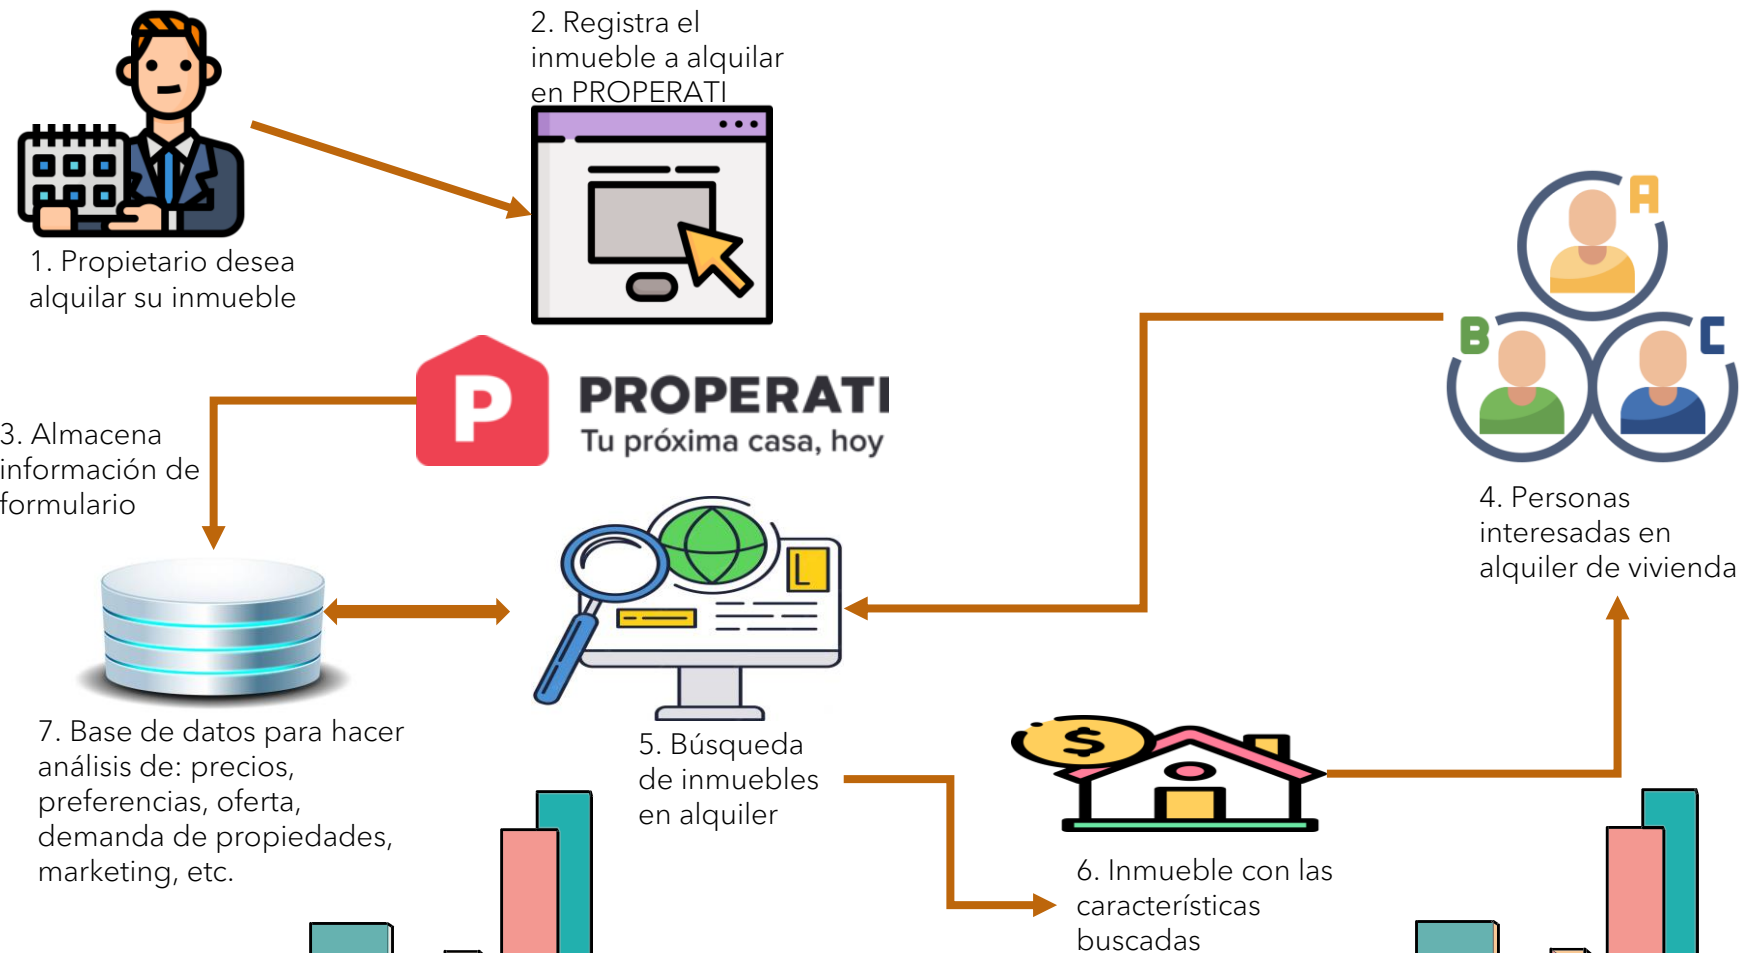 2. Registra el
inmueble a alquilar
en PROPERATI
1. Propietario desea
alquilar su inmueble
A
B
C
P
PROPERATI
Tu próxima casa, hoy
3. Almacena
información de
formulario
4. Personas
interesadas en
alquiler de vivienda
L
7. Base de datos para hacer
análisis de: precios,
preferencias, oferta,
demanda de propiedades,
marketing, etc.
5. Búsqueda
de inmuebles
en alquiler
$
6. Inmueble con las
características
buscadas